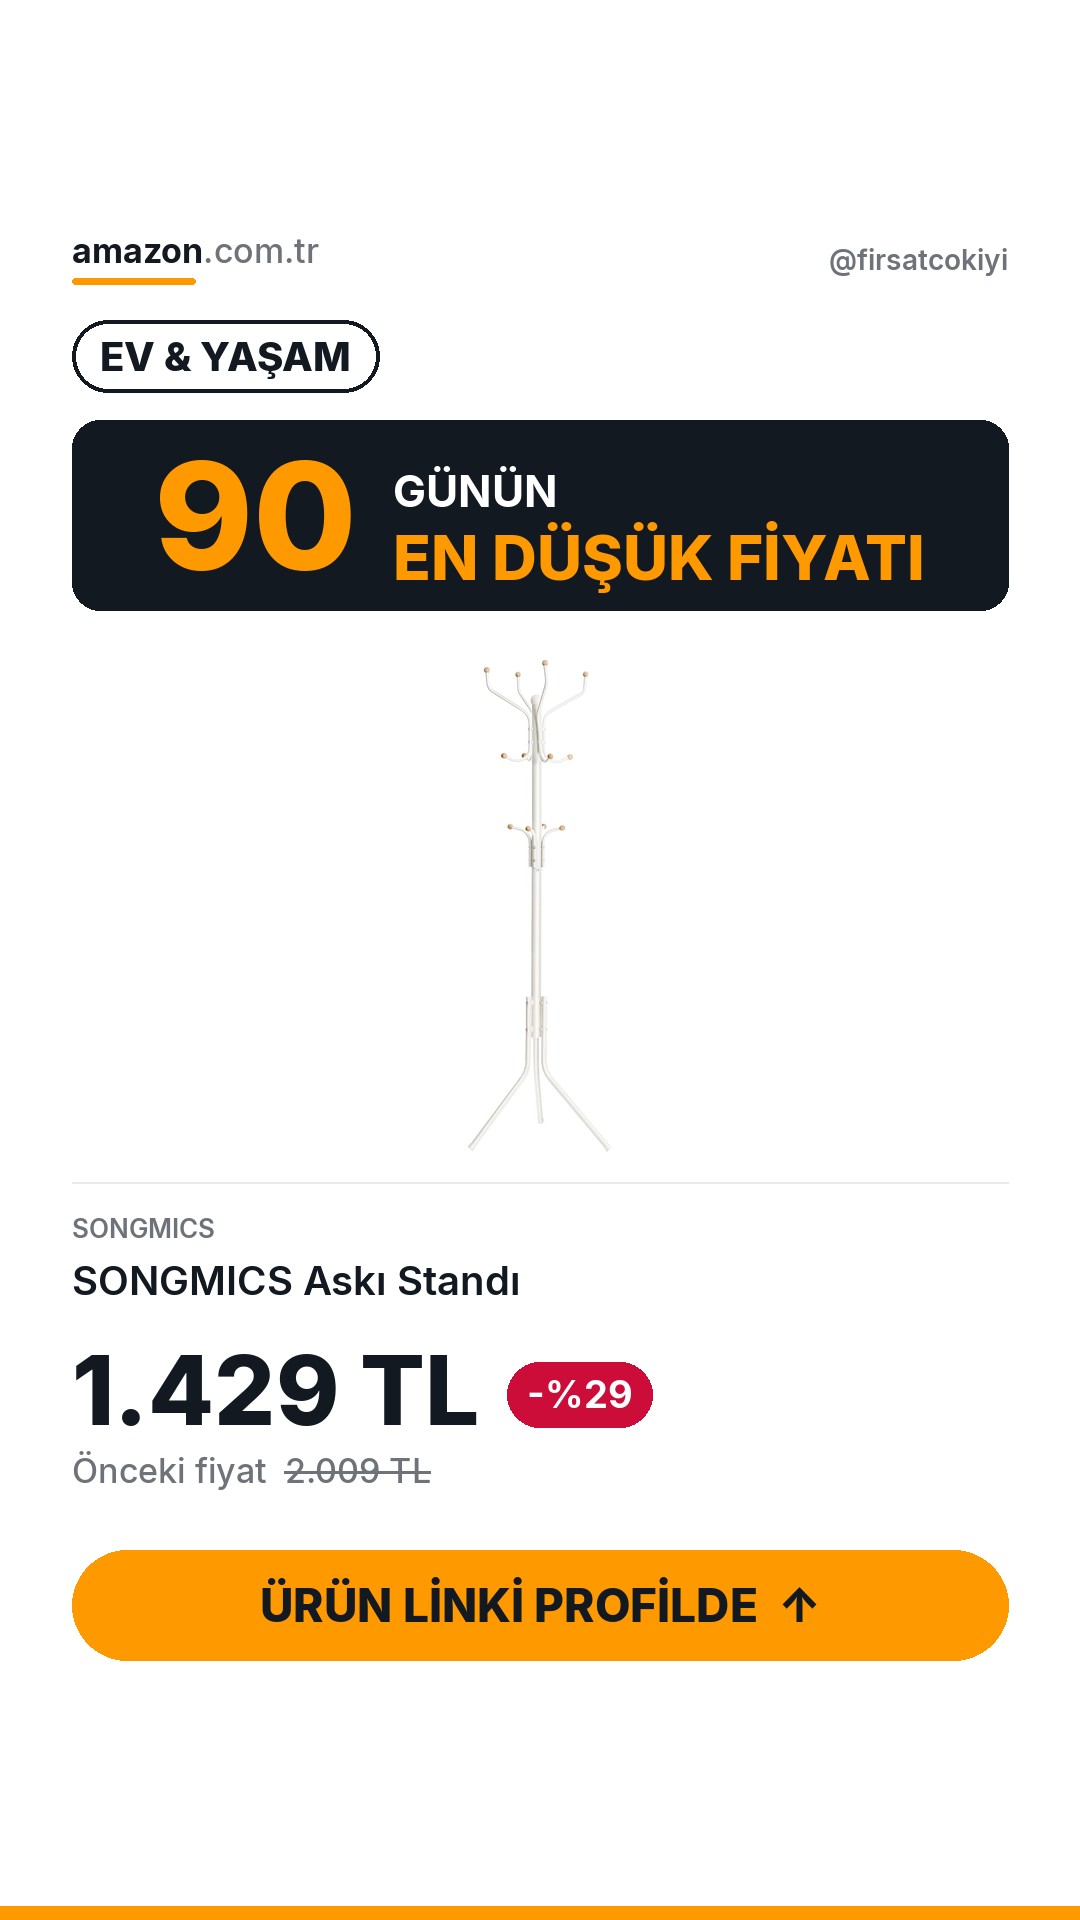 amazon.com.tr
@firsatcokiyi
EV & YAŞAM
90 GÜNÜN
EN DÜŞÜK FİYATI
SONGMICS
SONGMICS Askı Standı
1.429 TL -%29
Önceki fiyat 2.009 TL
ÜRÜN LİNKİ PROFİLDE ↑